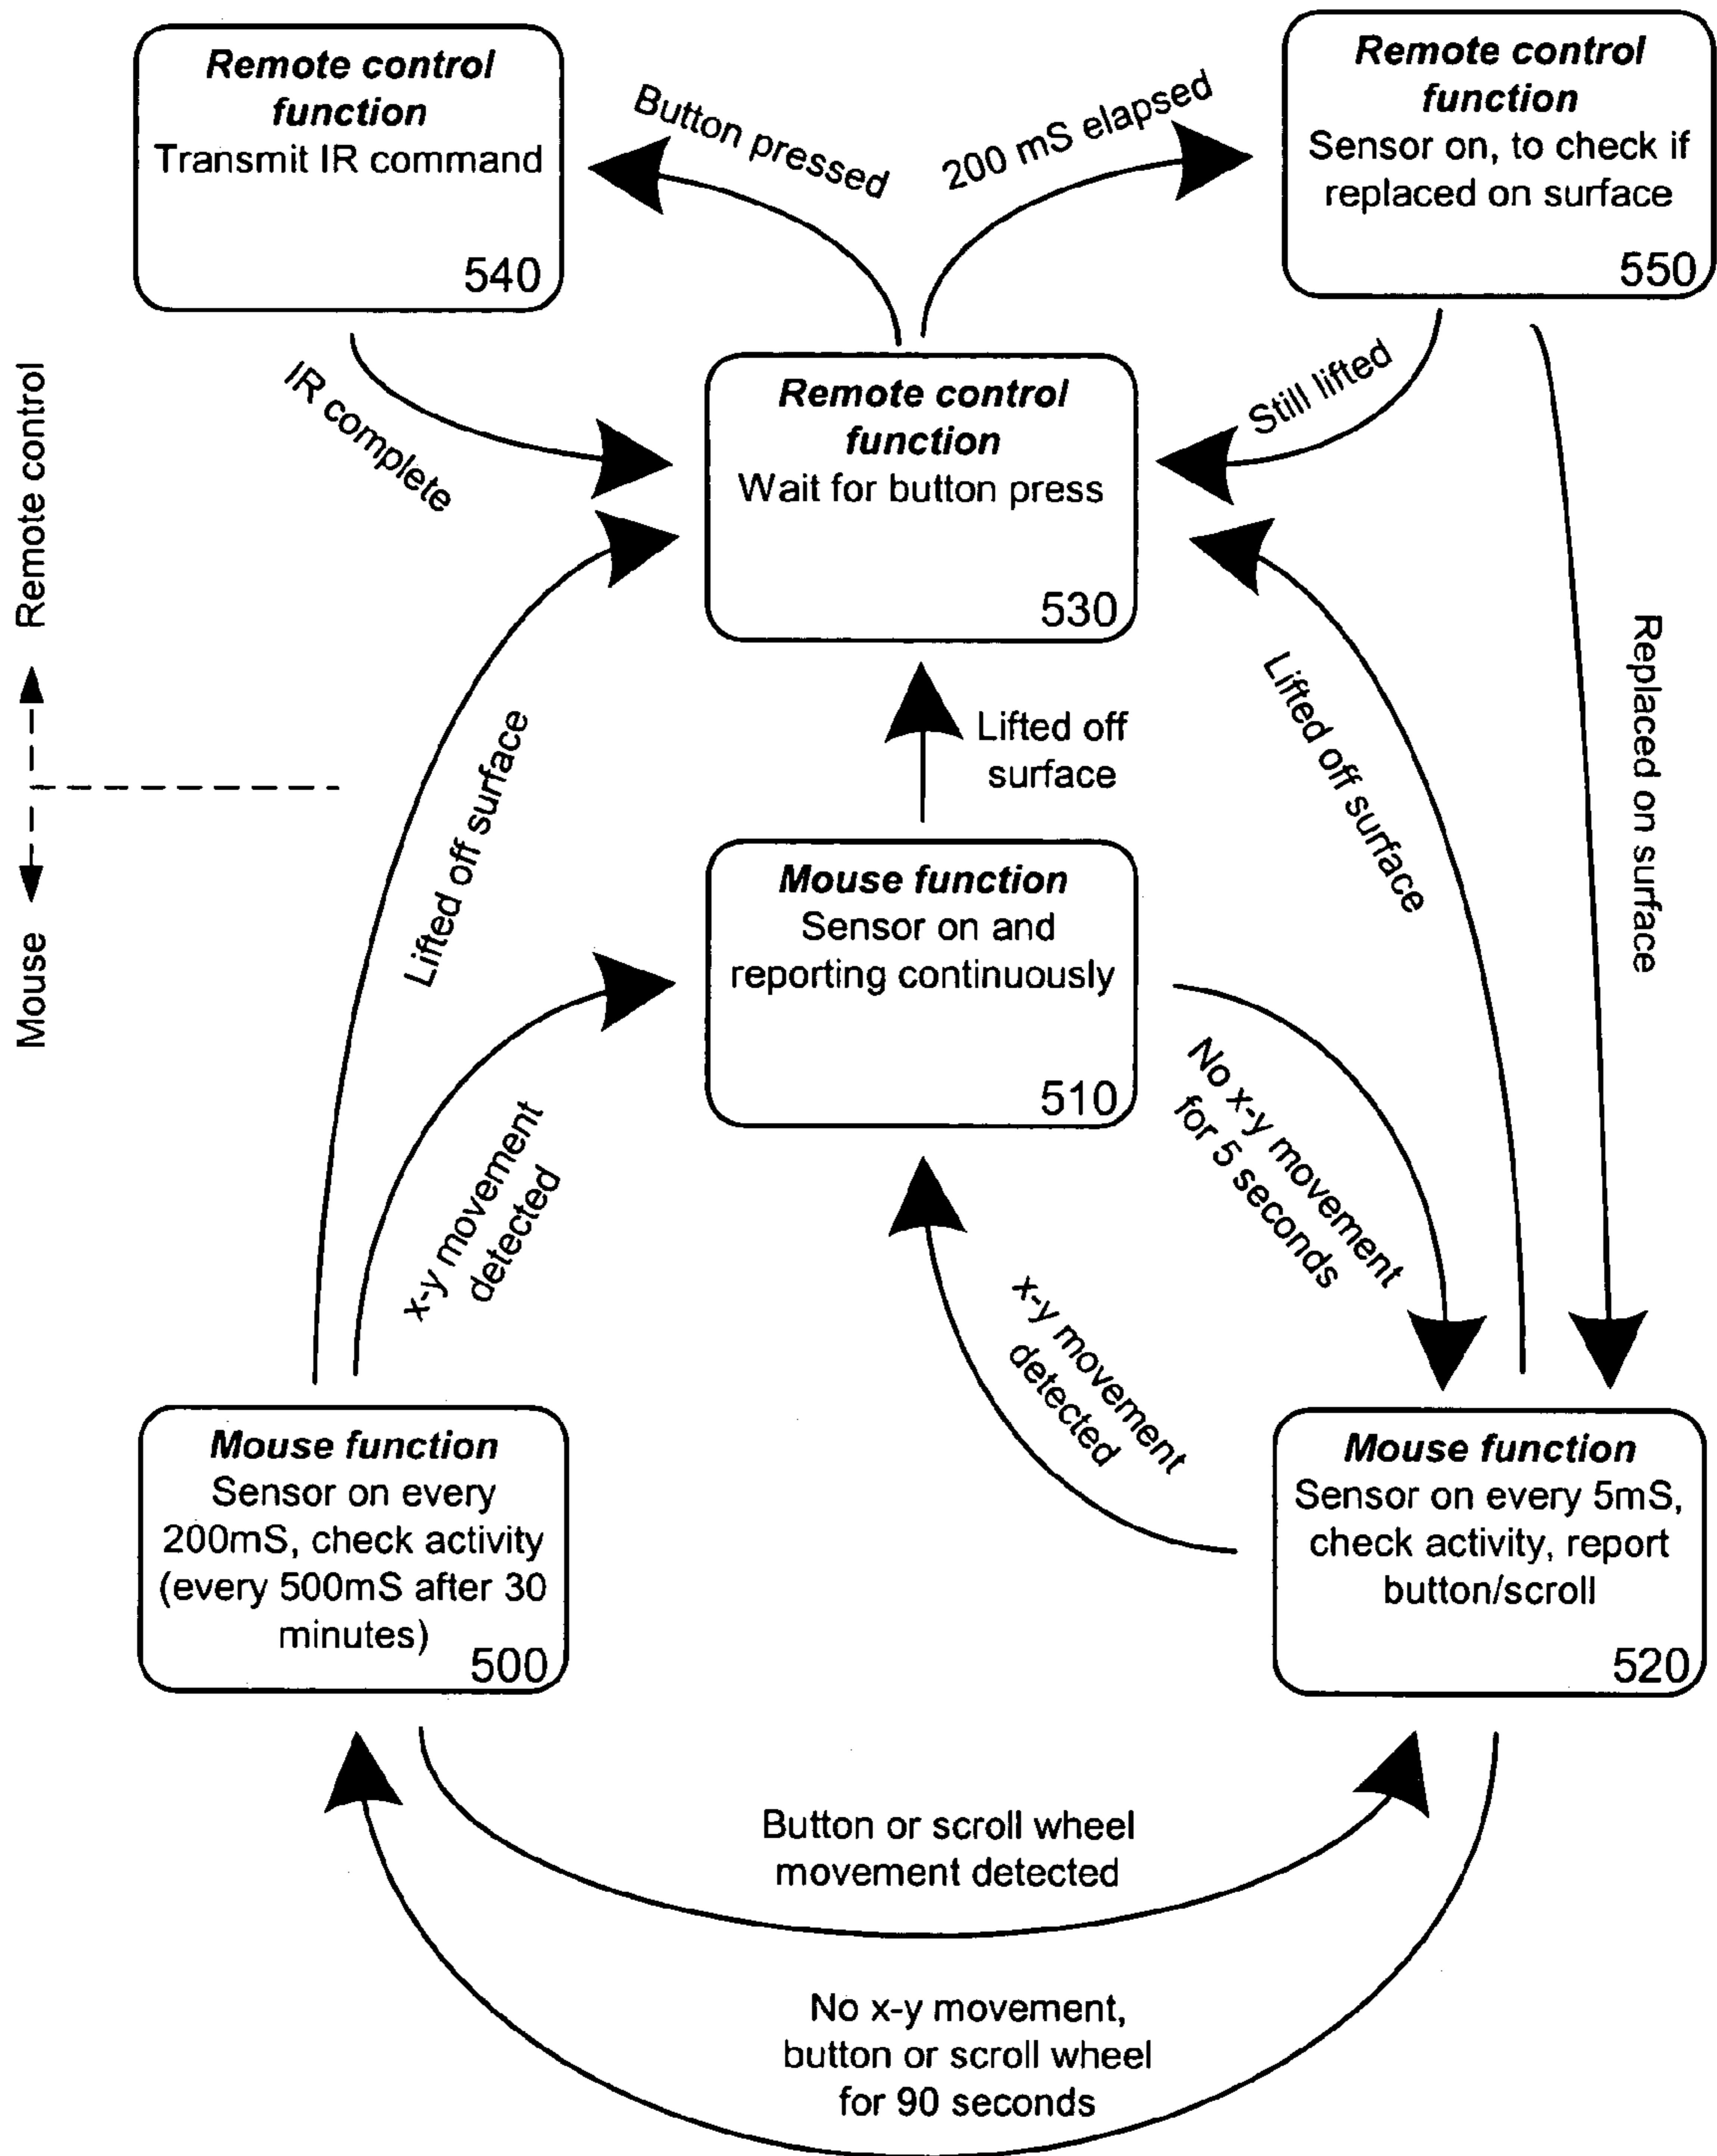 Remote control
function
Transmit IR command
540
Button pressed
200 mS elapsed
Remote control
function
Sensor on, to check if
replaced on surface
550
IR complete
Still lifted
Remote control
function
Wait for button press
530
Remote control
Mouse
Lifted off surface
Lifted off
surface
Lifted off surface
Replaced on surface
Mouse function
Sensor on and
reporting continuously
510
x-y movement
detected
No x-y movement
for 5 seconds
x-y movement
detected
Mouse function
Sensor on every
200mS, check activity
(every 500mS after 30
minutes)
500
Mouse function
Sensor on every 5mS,
check activity, report
button/scroll
520
Button or scroll wheel
movement detected
No x-y movement,
button or scroll wheel
for 90 seconds